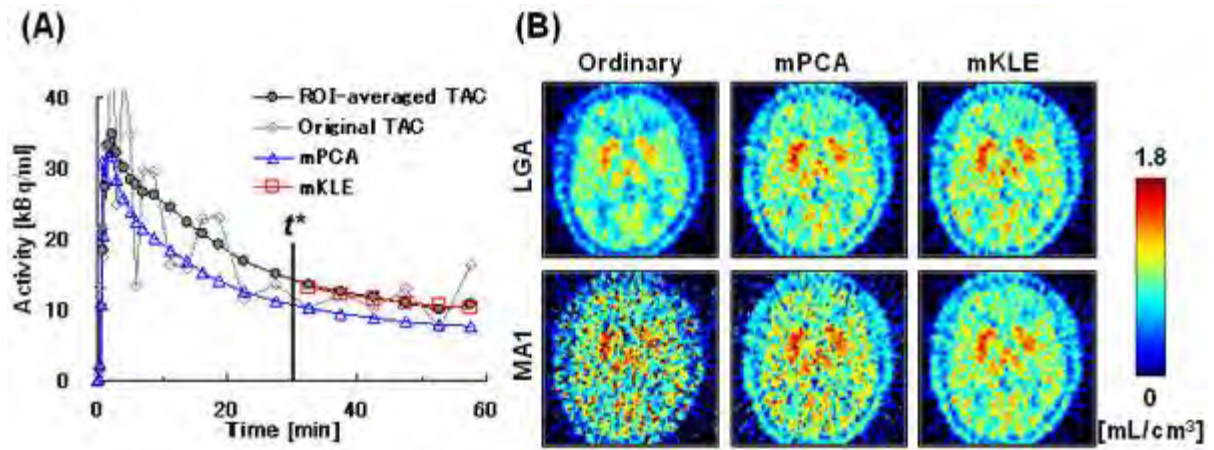 (A)
40
30
20
10
0
Activity [kBq/ml]
ROI-averaged TAC
Original TAC
mPCA
mKLE
t*
0
20
40
60
Time [min]
(B)
Ordinary
mPCA
mKLE
LGA
MA1
1.8
0
[mL/cm³]